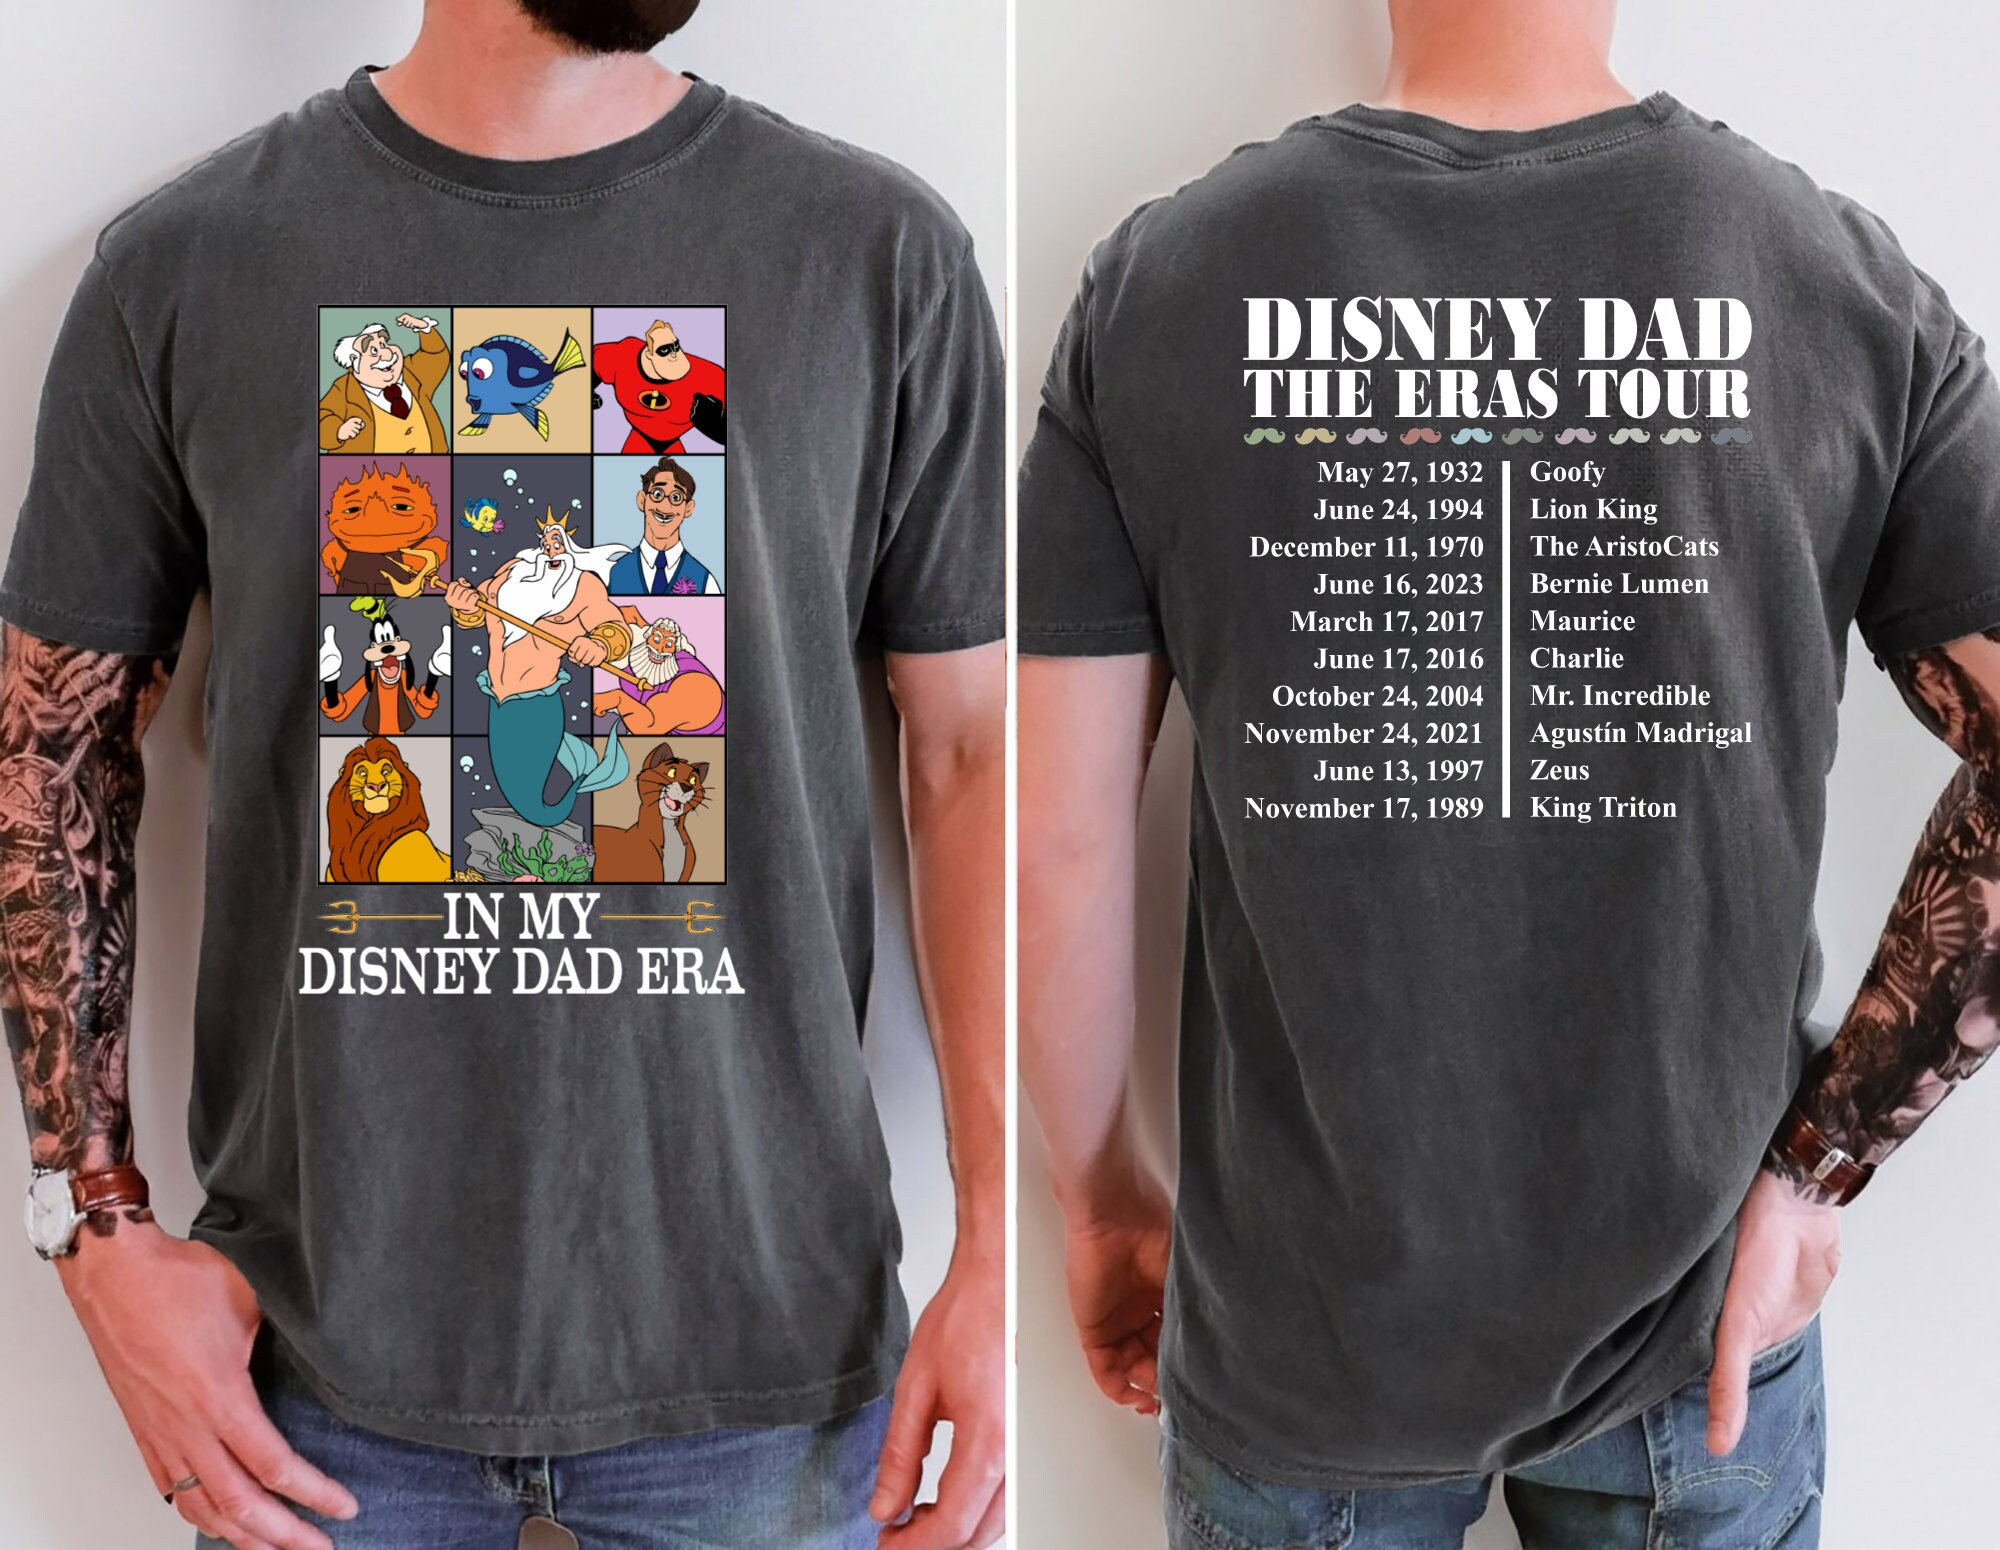 IN MY
DISNEY DAD ERA
DISNEY DAD
THE ERAS TOUR
May 27, 1932 Goofy
June 24, 1994 Lion King
December 11, 1970 The AristoCats
June 16, 2023 Bernie Lumen
March 17, 2017 Maurice
June 17, 2016 Charlie
October 24, 2004 Mr. Incredible
November 24, 2021 Agustín Madrigal
June 13, 1997 Zeus
November 17, 1989 King Triton